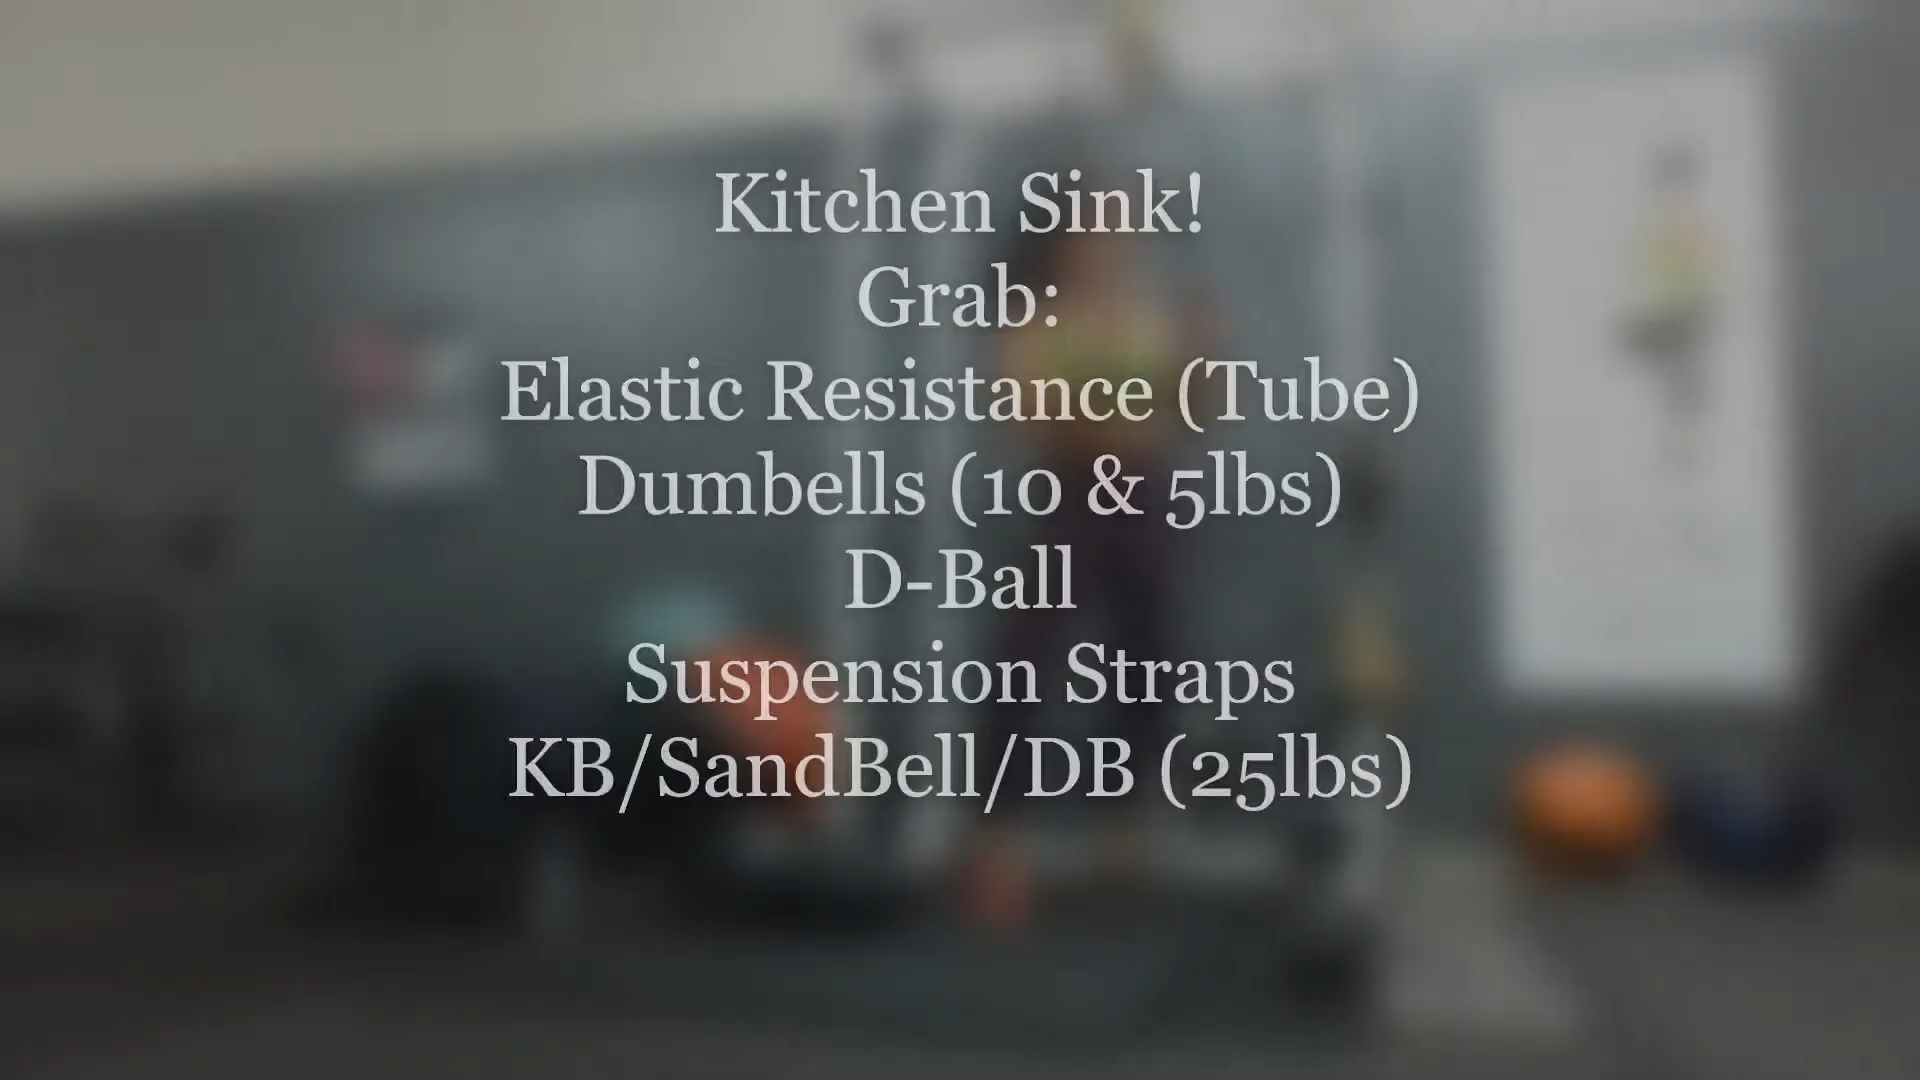 Kitchen Sink!
Grab:
Elastic Resistance (Tube)
Dumbells (10 & 5lbs)
D-Ball
Suspension Straps
KB/SandBell/DB (25lbs)